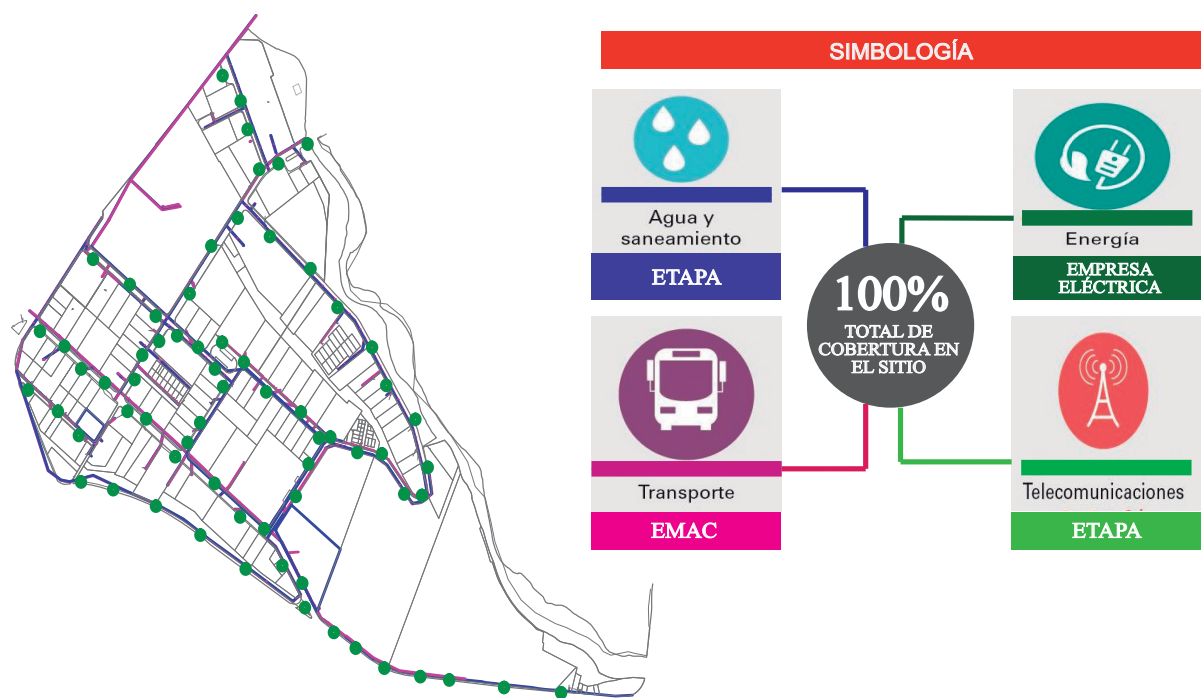 SIMBOLOGÍA
Agua y
saneamiento
ETAPA
Energía
EMPRESA
ELÉCTRICA
100%
TOTAL DE
COBERTURA EN
EL SITIO
Transporte
EMAC
Telecomunicaciones
ETAPA